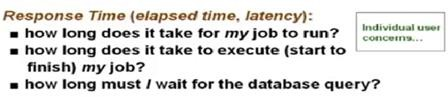 Response Time (elapsed time, latency):
▪ how long does it take for my job to run?
▪ how long does it take to execute (start to
finish) my job?
▪ how long must I wait for the database query?
Individual user
concerns...